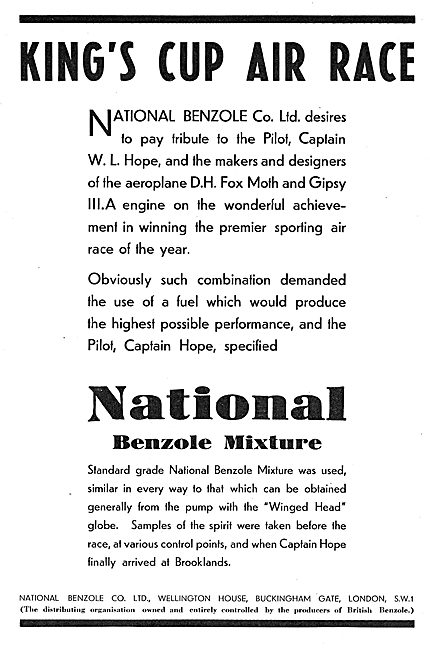 KING'S CUP AIR RACE
NATIONAL BENZOLE Co. Ltd. desires
to pay tribute to the Pilot, Captain
W. L. Hope, and the makers and designers
of the aeroplane D.H. Fox Moth and Gipsy
III.A engine on the wonderful achieve-
ment in winning the premier sporting air
race of the year.
Obviously such combination demanded
the use of a fuel which would produce
the highest possible performance, and the
Pilot, Captain Hope, specified
National
Benzole Mixture
Standard grade National Benzole Mixture was used,
similar in every way to that which can be obtained
generally from the pump with the "Winged Head"
globe. Samples of the spirit were taken before the
race, at various control points, and when Captain Hope
finally arrived at Brooklands.
NATIONAL BENZOLE CO. LTD., WELLINGTON HOUSE, BUCKINGHAM GATE, LONDON, S.W.1
(The distributing organisation owned and entirely controlled by the producers of British Benzole.)